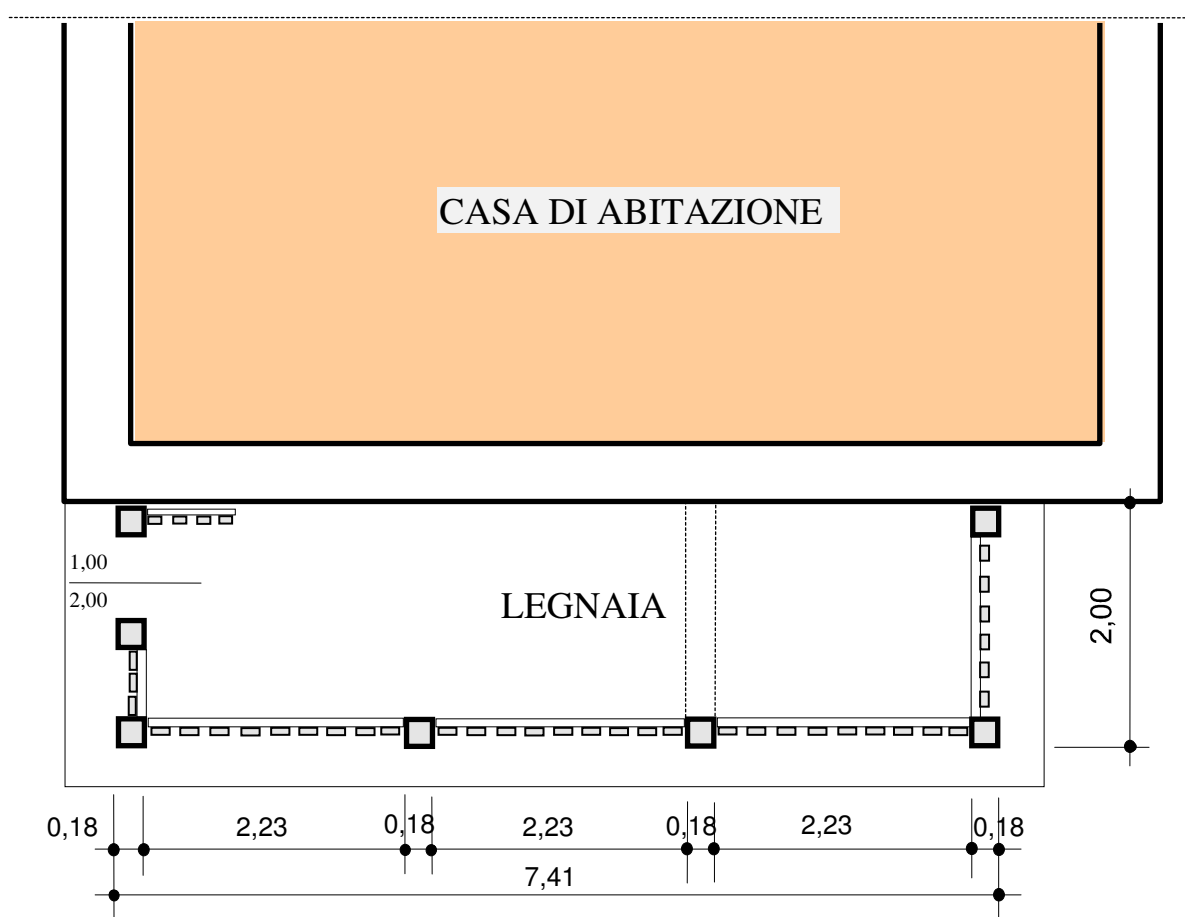 CASA DI ABITAZIONE
1,00
2,00
LEGNAIA
2,00
0,18 2,23 0,18 2,23 0,18 2,23 0,18
7,41